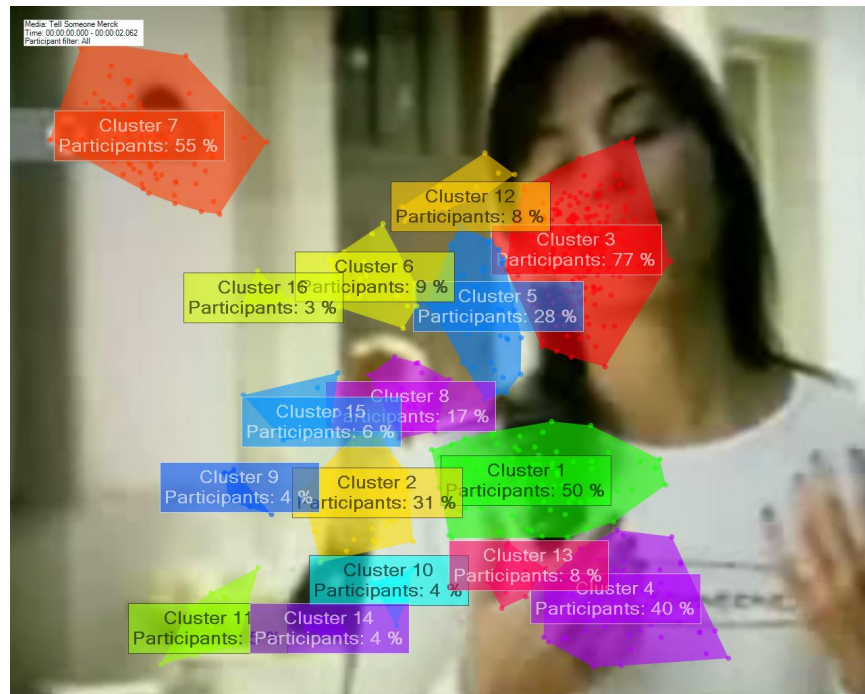 Media: Tell Someone Merck
Time: 00:00:00.000 - 00:00:02.062
Participant filter: All
Cluster 7
Participants: 55 %
Cluster 12
Participants: 8 %
Cluster 3
Participants: 77 %
Cluster 6
Participants: 9 %
Cluster 16
Participants: 3 %
Cluster 5
Participants: 28 %
Cluster 8
Participants: 17 %
Cluster 15
Participants: 6 %
Cluster 1
Participants: 50 %
Cluster 9
Participants: 4 %
Cluster 2
Participants: 31 %
Cluster 13
Participants: 8 %
Cluster 10
Participants: 4 %
Cluster 4
Participants: 40 %
Cluster 11
Participants:
Cluster 14
Participants: 4 %